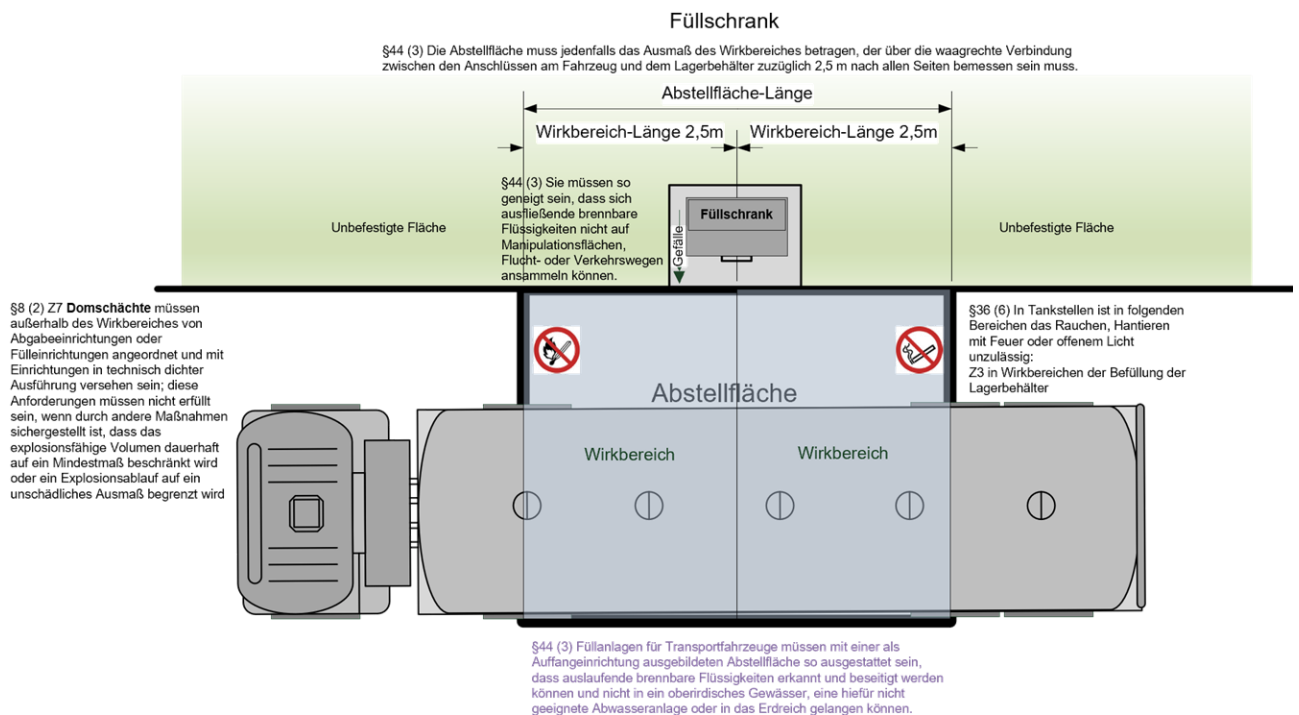 Füllschrank
§44 (3) Die Abstellfläche muss jedenfalls das Ausmaß des Wirkbereiches betragen, der über die waagrechte Verbindung
zwischen den Anschlüssen am Fahrzeug und dem Lagerbehälter zuzüglich 2,5 m nach allen Seiten bemessen sein muss.
Abstellfläche-Länge
Wirkbereich-Länge 2,5m
Wirkbereich-Länge 2,5m
§44 (3) Sie müssen so
geneigt sein, dass sich
ausfließende brennbare
Flüssigkeiten nicht auf
Manipulationsflächen,
Flucht- oder Verkehrswegen
ansammeln können.
Füllschrank
Gefälle
Unbefestigte Fläche
Unbefestigte Fläche
§8 (2) Z7 Domschächte müssen
außerhalb des Wirkbereiches von
Abgabeeinrichtungen oder
Fülleinrichtungen angeordnet und mit
Einrichtungen in technisch dichter
Ausführung versehen sein; diese
Anforderungen müssen nicht erfüllt
sein, wenn durch andere Maßnahmen
sichergestellt ist, dass das
explosionsfähige Volumen dauerhaft
auf ein Mindestmaß beschränkt wird
oder ein Explosionsablauf auf ein
unschädliches Ausmaß begrenzt wird
§36 (6) In Tankstellen ist in folgenden
Bereichen das Rauchen, Hantieren
mit Feuer oder offenem Licht
unzulässig:
Z3 in Wirkbereichen der Befüllung der
Lagerbehälter
Abstellfläche
Wirkbereich
Wirkbereich
§44 (3) Füllanlagen für Transportfahrzeuge müssen mit einer als
Auffangeinrichtung ausgebildeten Abstellfläche so ausgestattet sein,
dass auslaufende brennbare Flüssigkeiten erkannt und beseitigt werden
können und nicht in ein oberirdisches Gewässer, eine hiefür nicht
geeignete Abwasseranlage oder in das Erdreich gelangen können.